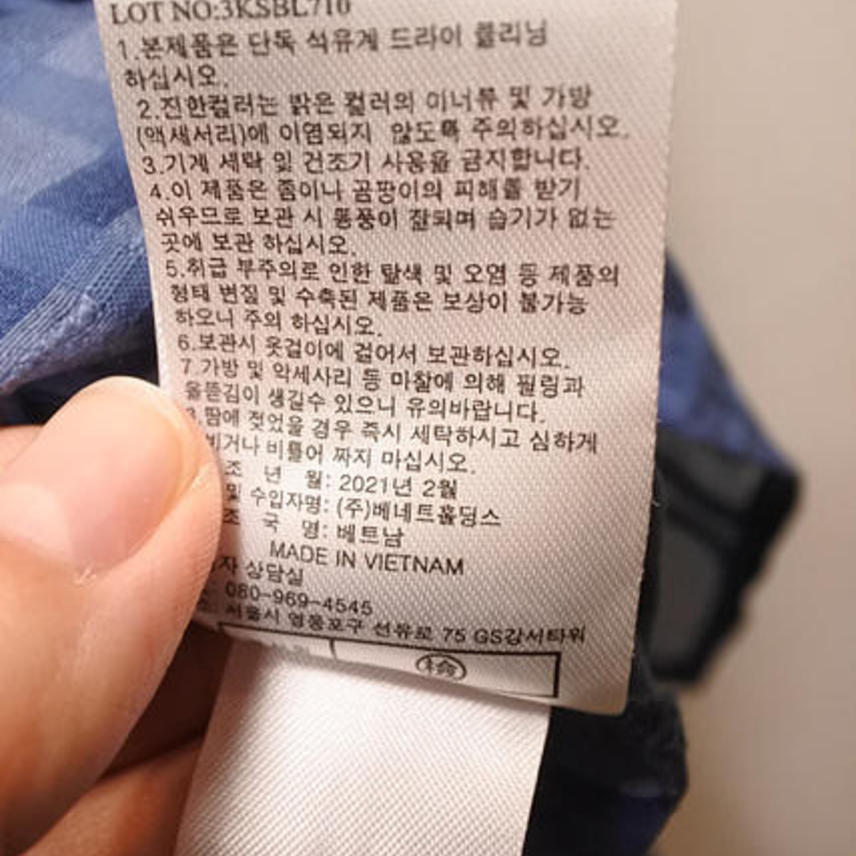 LOT NO:3KSBL710
1.본제품은 단독 석유계 드라이 클리닝
하십시오.
2.진한컬러는 밝은 컬러의 이너류 및 가방
(액세서리)에 이염되지 않도록 주의하십시오.
3.기계 세탁 및 건조기 사용을 금지합니다.
4.이 제품은 좀이나 곰팡이의 피해를 받기
쉬우므로 보관 시 통풍이 잘되며 습기가 없는
곳에 보관 하십시오.
5.취급 부주의로 인한 탈색 및 오염 등 제품의
형태 변질 및 수축된 제품은 보상이 불가능
하오니 주의 하십시오.
6.보관시 옷걸이에 걸어서 보관하십시오.
7.가방 및 악세사리 등 마찰에 의해 필링과
올뜯김이 생길수 있으니 유의바랍니다.
8.땀에 젖었을 경우 즉시 세탁하시고 심하게
비거나 비틀어 짜지 마십시오.
조 년 월: 2021년 2월
및 수입자명: (주)베네트홀딩스
조 국 명: 베트남
MADE IN VIETNAM
자 상담실
080-969-4545
소: 서울시 영등포구 선유로 75 GS강서타워
檢